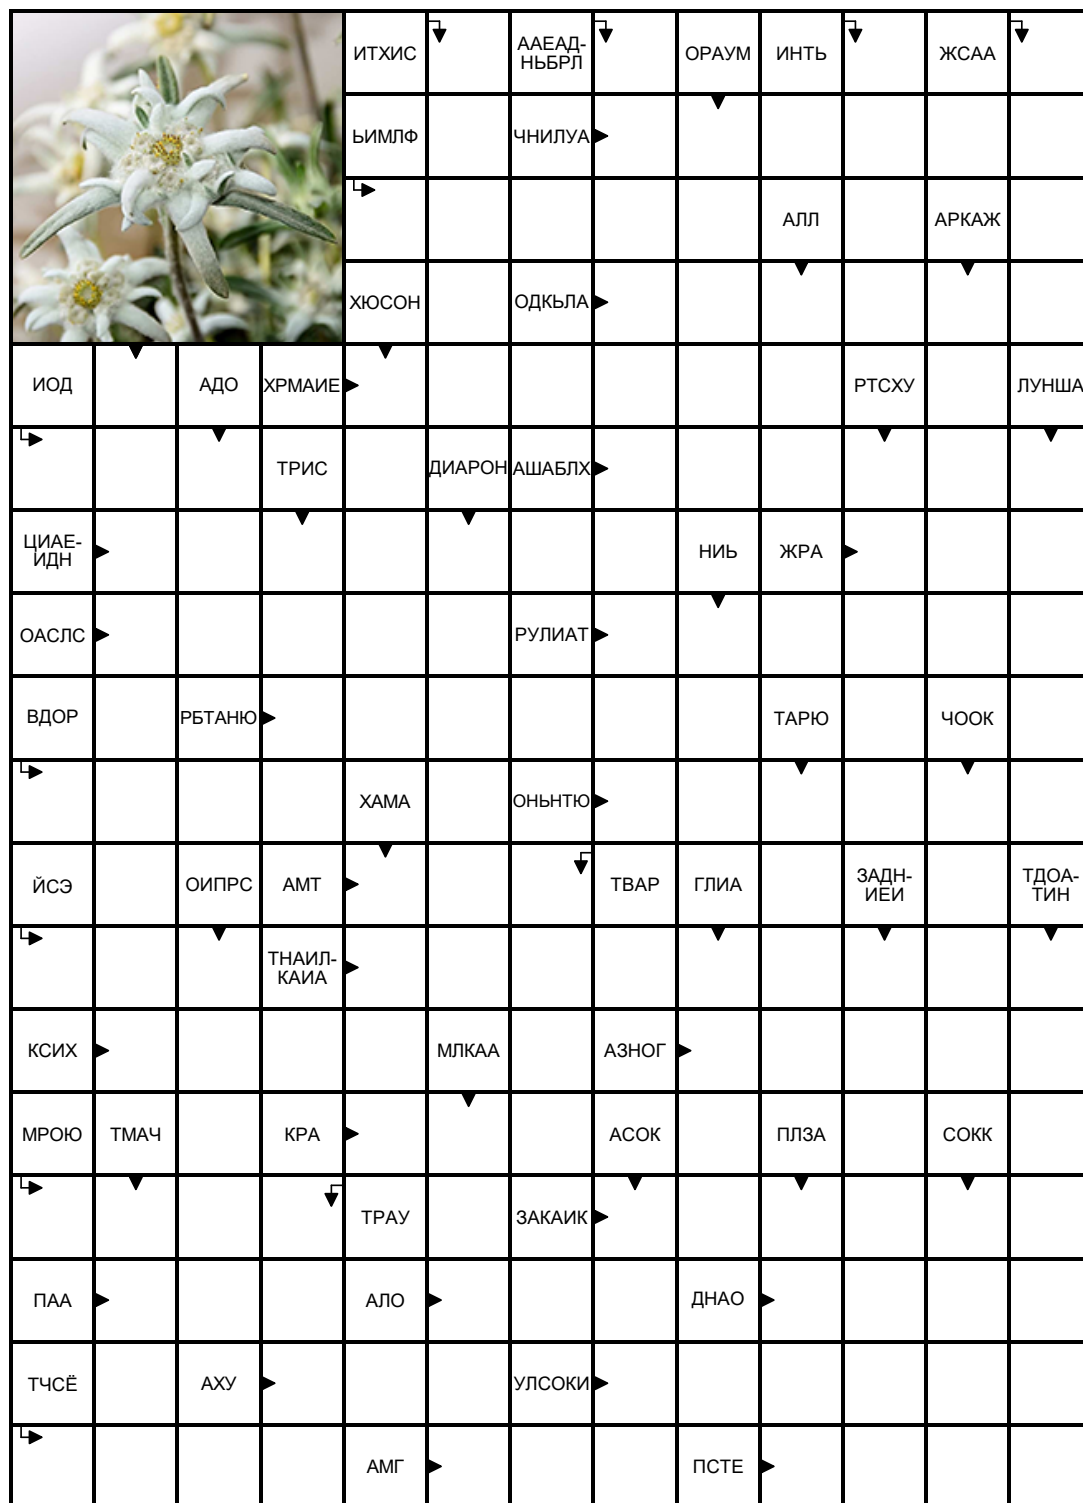 ИТХИС
ААЕАД-
НЬБРЛ
ОРАУМ
ИНТЬ
ЖСАА
ЬИМЛФ
ЧНИЛУА
АЛЛ
АРКАЖ
ХЮСОН
ОДКЬЛА
ИОД
АДО
ХРМАИЕ
РТСХУ
ЛУНША
ТРИС
ДИАРОН
АШАБЛХ
ЦИАЕ-
ИДН
НИЬ
ЖРА
ОАСЛС
РУЛИАТ
ВДОР
РБТАНЮ
ТАРЮ
ЧООК
ХАМА
ОНЬНТЮ
ЙСЭ
ОИПРС
АМТ
ТВАР
ГЛИА
ЗАДН-
ИЕИ
ТДОА-
ТИН
ТНАИЛ-
КАИА
КСИХ
МЛКАА
АЗНОГ
МРОЮ
ТМАЧ
КРА
АСОК
ПЛЗА
СОКК
ТРАУ
ЗАКАИК
ПАА
АЛО
ДНАО
ТЧСЁ
АХУ
УЛСОКИ
АМГ
ПСТЕ